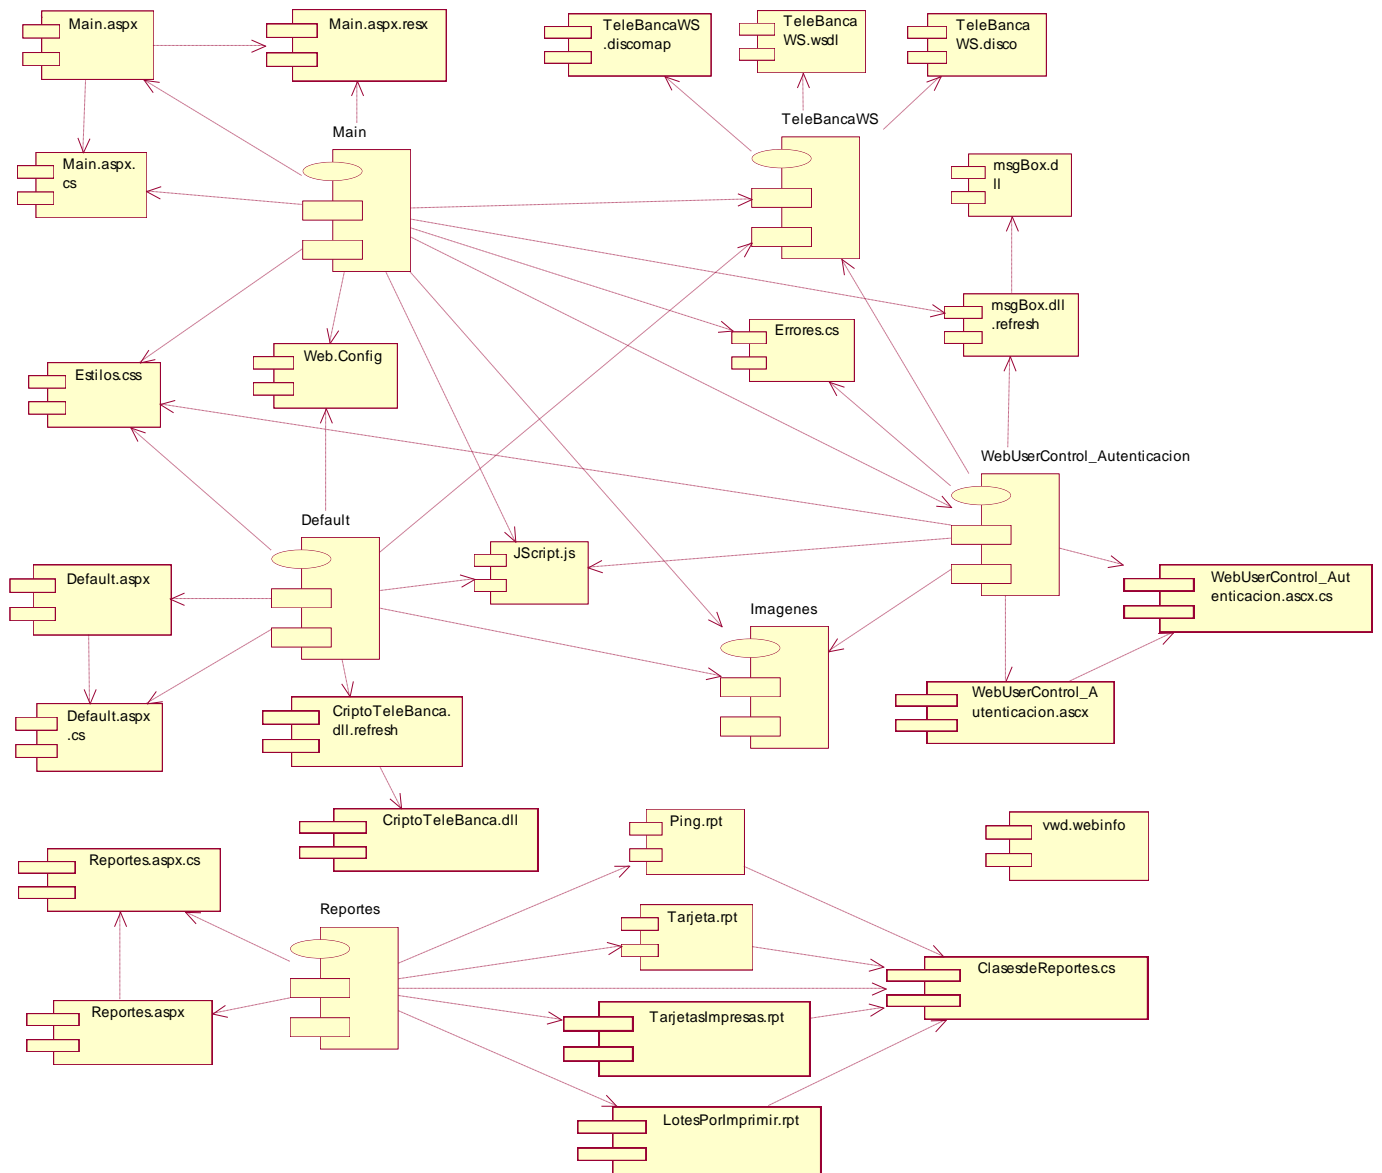 Main.aspx
Main.aspx.resx
TeleBancaWS
.discomap
TeleBanca
WS.wsdl
TeleBanca
WS.disco
Main
TeleBancaWS
Main.aspx.
cs
msgBox.d
ll
msgBox.dll
.refresh
Errores.cs
Web.Config
Estilos.css
WebUserControl_Autenticacion
Default
JScript.js
Default.aspx
WebUserControl_Aut
enticacion.ascx.cs
Imagenes
WebUserControl_A
utenticacion.ascx
Default.aspx
.cs
CriptoTeleBanca.
dll.refresh
CriptoTeleBanca.dll
Ping.rpt
vwd.webinfo
Reportes.aspx.cs
Reportes
Tarjeta.rpt
ClasesdeReportes.cs
Reportes.aspx
TarjetasImpresas.rpt
LotesPorImprimir.rpt